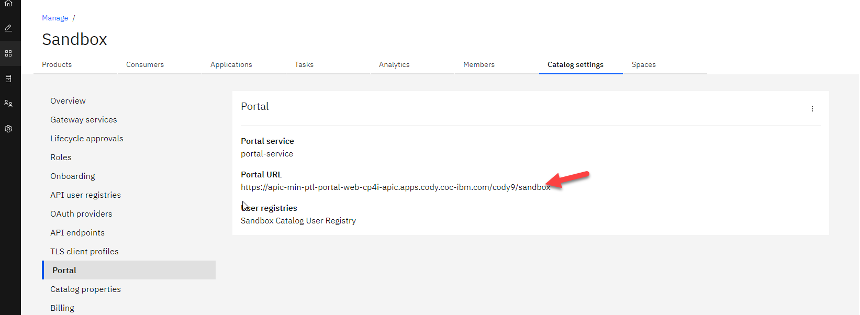 Manage /
Sandbox
Products Consumers Applications Tasks Analytics Members Catalog settings Spaces
Overview
Gateway services
Lifecycle approvals
Roles
Onboarding
API user registries
OAuth providers
API endpoints
TLS client profiles
Portal
Catalog properties
Billing
Portal
Portal service
portal-service
Portal URL
https://apic-min-ptl-portal-web-cp4i-apic.apps.cody.coc-ibm.com/cody9/sandbox
User registries
Sandbox Catalog User Registry